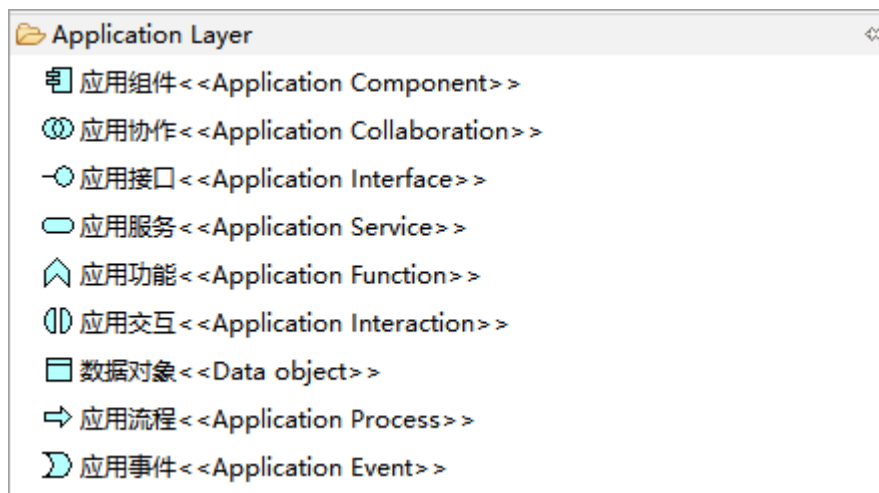 Application Layer
应用组件<<Application Component>>
应用协作<<Application Collaboration>>
应用接口<<Application Interface>>
应用服务<<Application Service>>
应用功能<<Application Function>>
应用交互<<Application Interaction>>
数据对象<<Data object>>
应用流程<<Application Process>>
应用事件<<Application Event>>